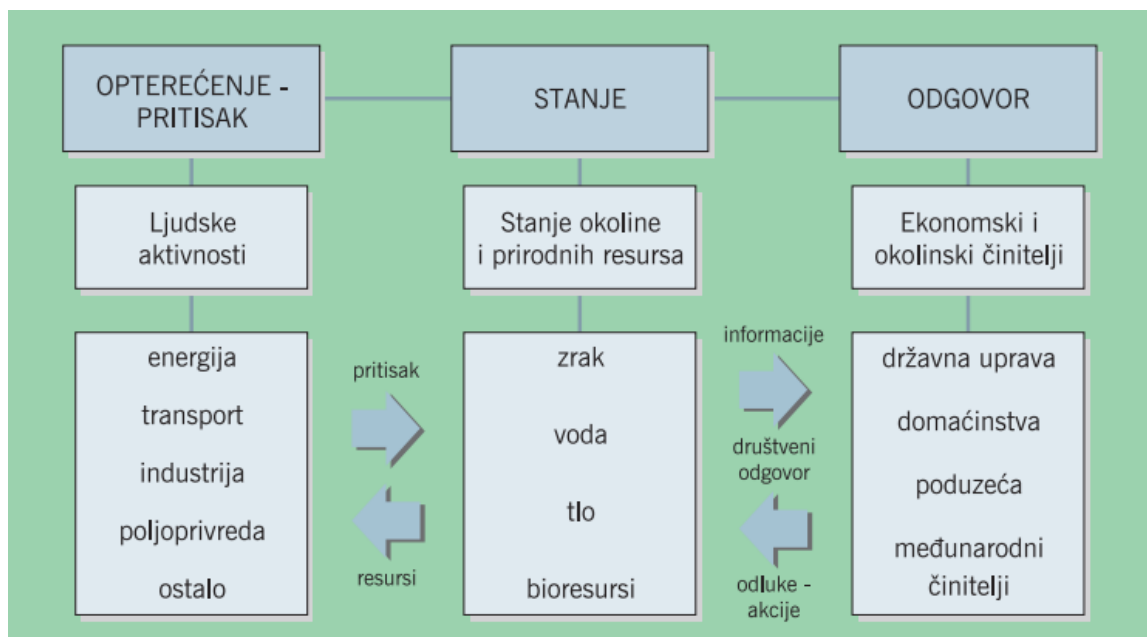 OPTEREĆENJE -
PRITISAK
STANJE
ODGOVOR
Ljudske
aktivnosti
Stanje okoline
i prirodnih resursa
Ekonomski i
okolinski činitelji
energija
transport
industrija
poljoprivreda
ostalo
pritisak
resursi
zrak
voda
tlo
bioresursi
informacije
društveni
odgovor
odluke -
akcije
državna uprava
domaćinstva
poduzeća
međunarodni
činitelji